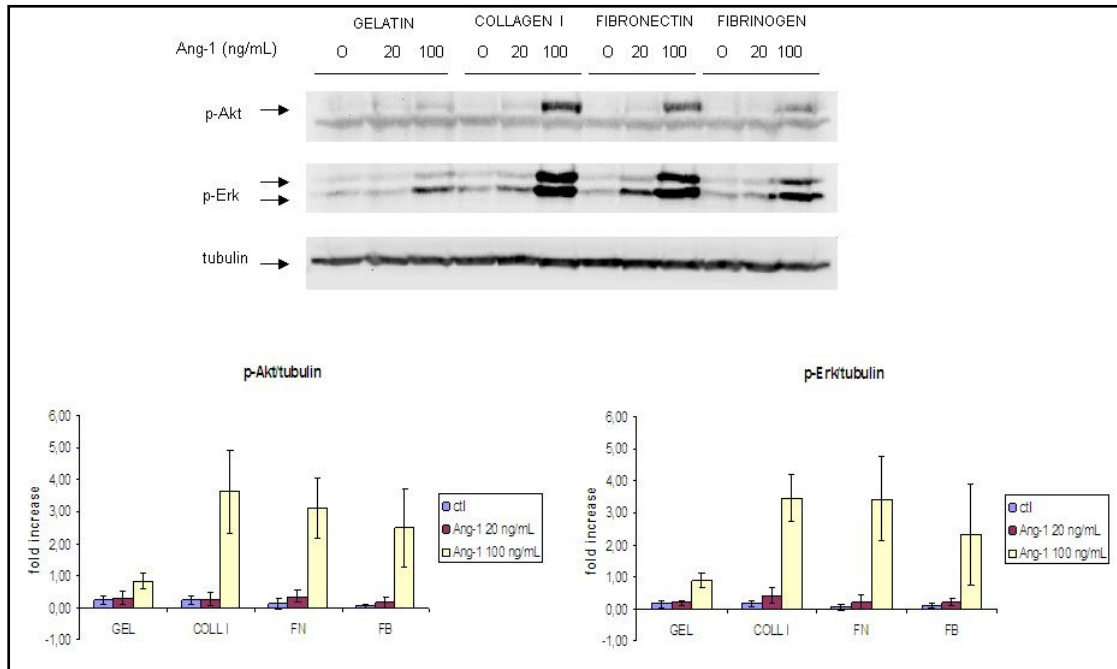 GELATIN COLLAGEN I FIBRONECTIN FIBRINOGEN
Ang-1 (ng/mL) O 20 100 O 20 100 O 20 100 O 20 100
p-Akt
p-Erk
tubulin
p-Akt/tubulin
6,00
5,00
4,00
3,00
2,00
1,00
0,00
-1,00
fold increase
GEL COLL I FN FB
ctl
Ang-1 20 ng/mL
Ang-1 100 ng/mL
p-Erk/tubulin
6,00
5,00
4,00
3,00
2,00
1,00
0,00
-1,00
fold increase
GEL COLL I FN FB
ctl
Ang-1 20 ng/mL
Ang-1 100 ng/mL